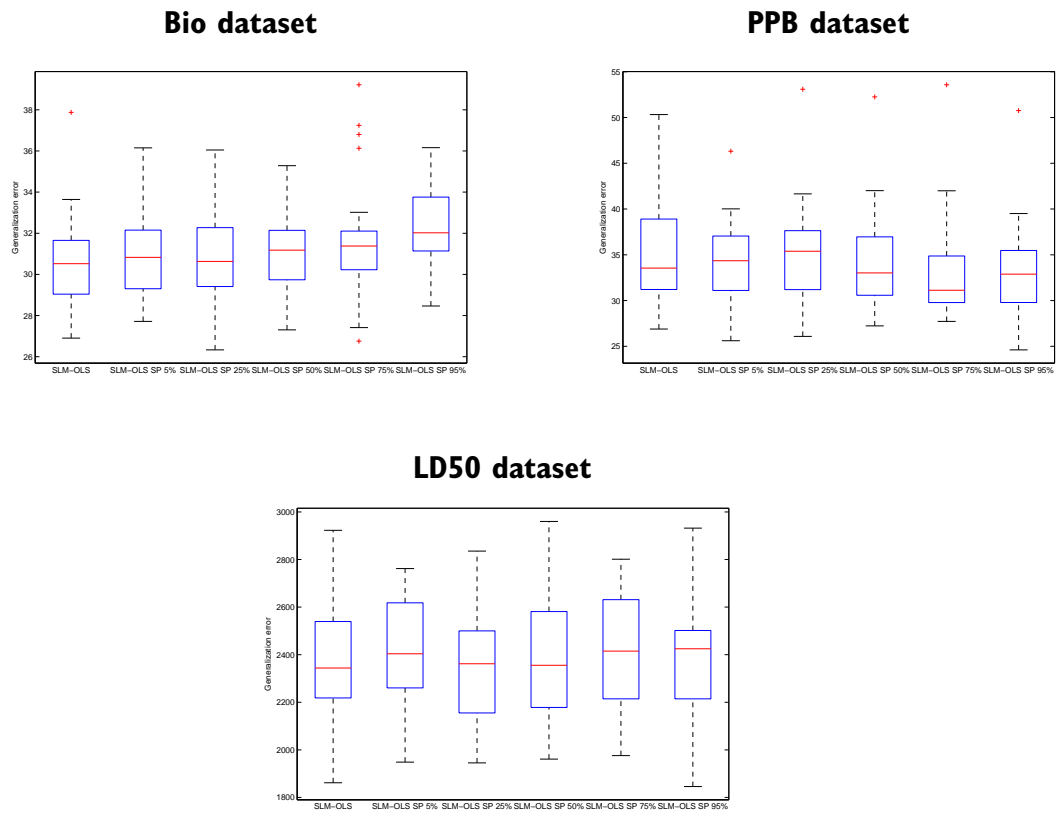 Bio dataset
PPB dataset
38
36
34
32
30
28
26
Generalization error
SLM−OLS SLM−OLS SP 5% SLM−OLS SP 25% SLM−OLS SP 50% SLM−OLS SP 75% SLM−OLS SP 95%
55
50
45
40
35
30
25
Generalization error
SLM−OLS SLM−OLS SP 5% SLM−OLS SP 25% SLM−OLS SP 50% SLM−OLS SP 75% SLM−OLS SP 95%
LD50 dataset
3000
2800
2600
2400
2200
2000
1800
Generalization error
SLM−OLS SLM−OLS SP 5% SLM−OLS SP 25% SLM−OLS SP 50% SLM−OLS SP 75% SLM−OLS SP 95%